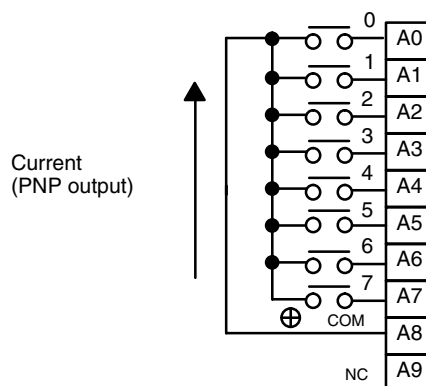 0 A0
1 A1
2 A2
3 A3
4 A4
5 A5
6 A6
7 A7
COM A8
NC A9
Current
(PNP output)